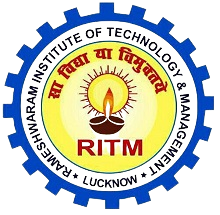 RAMESHWARAM INSTITUTE OF TECHNOLOGY & MANAGEMENT
सा विद्या या विमुक्तये
RITM
* LUCKNOW *